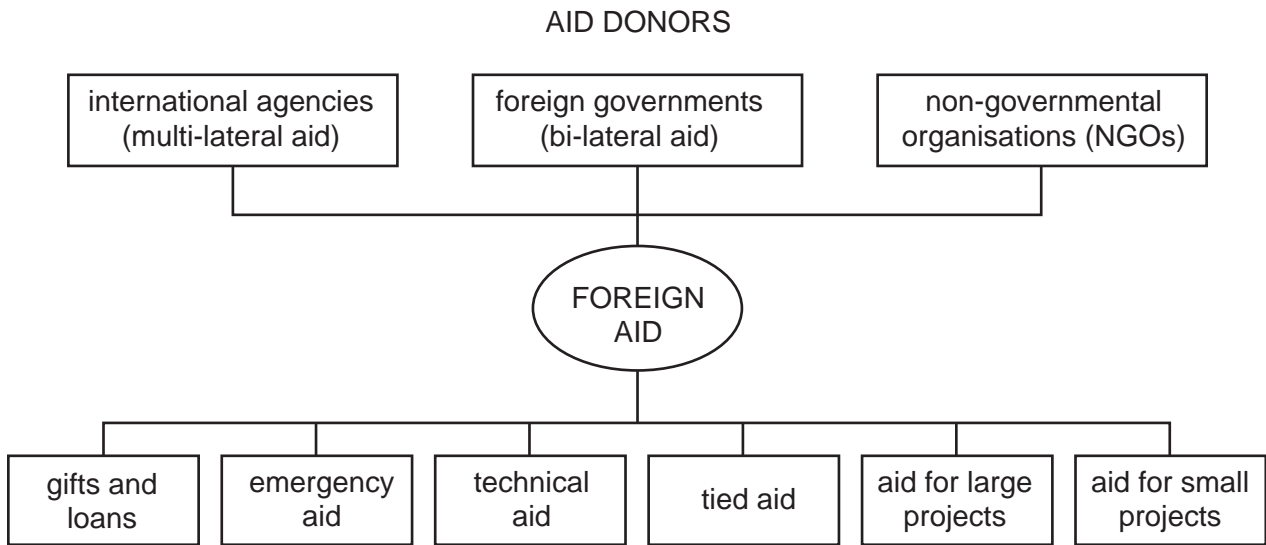 AID DONORS
international agencies
(multi-lateral aid)
foreign governments
(bi-lateral aid)
non-governmental
organisations (NGOs)
FOREIGN
AID
gifts and
loans
emergency
aid
technical
aid
tied aid
aid for large
projects
aid for small
projects